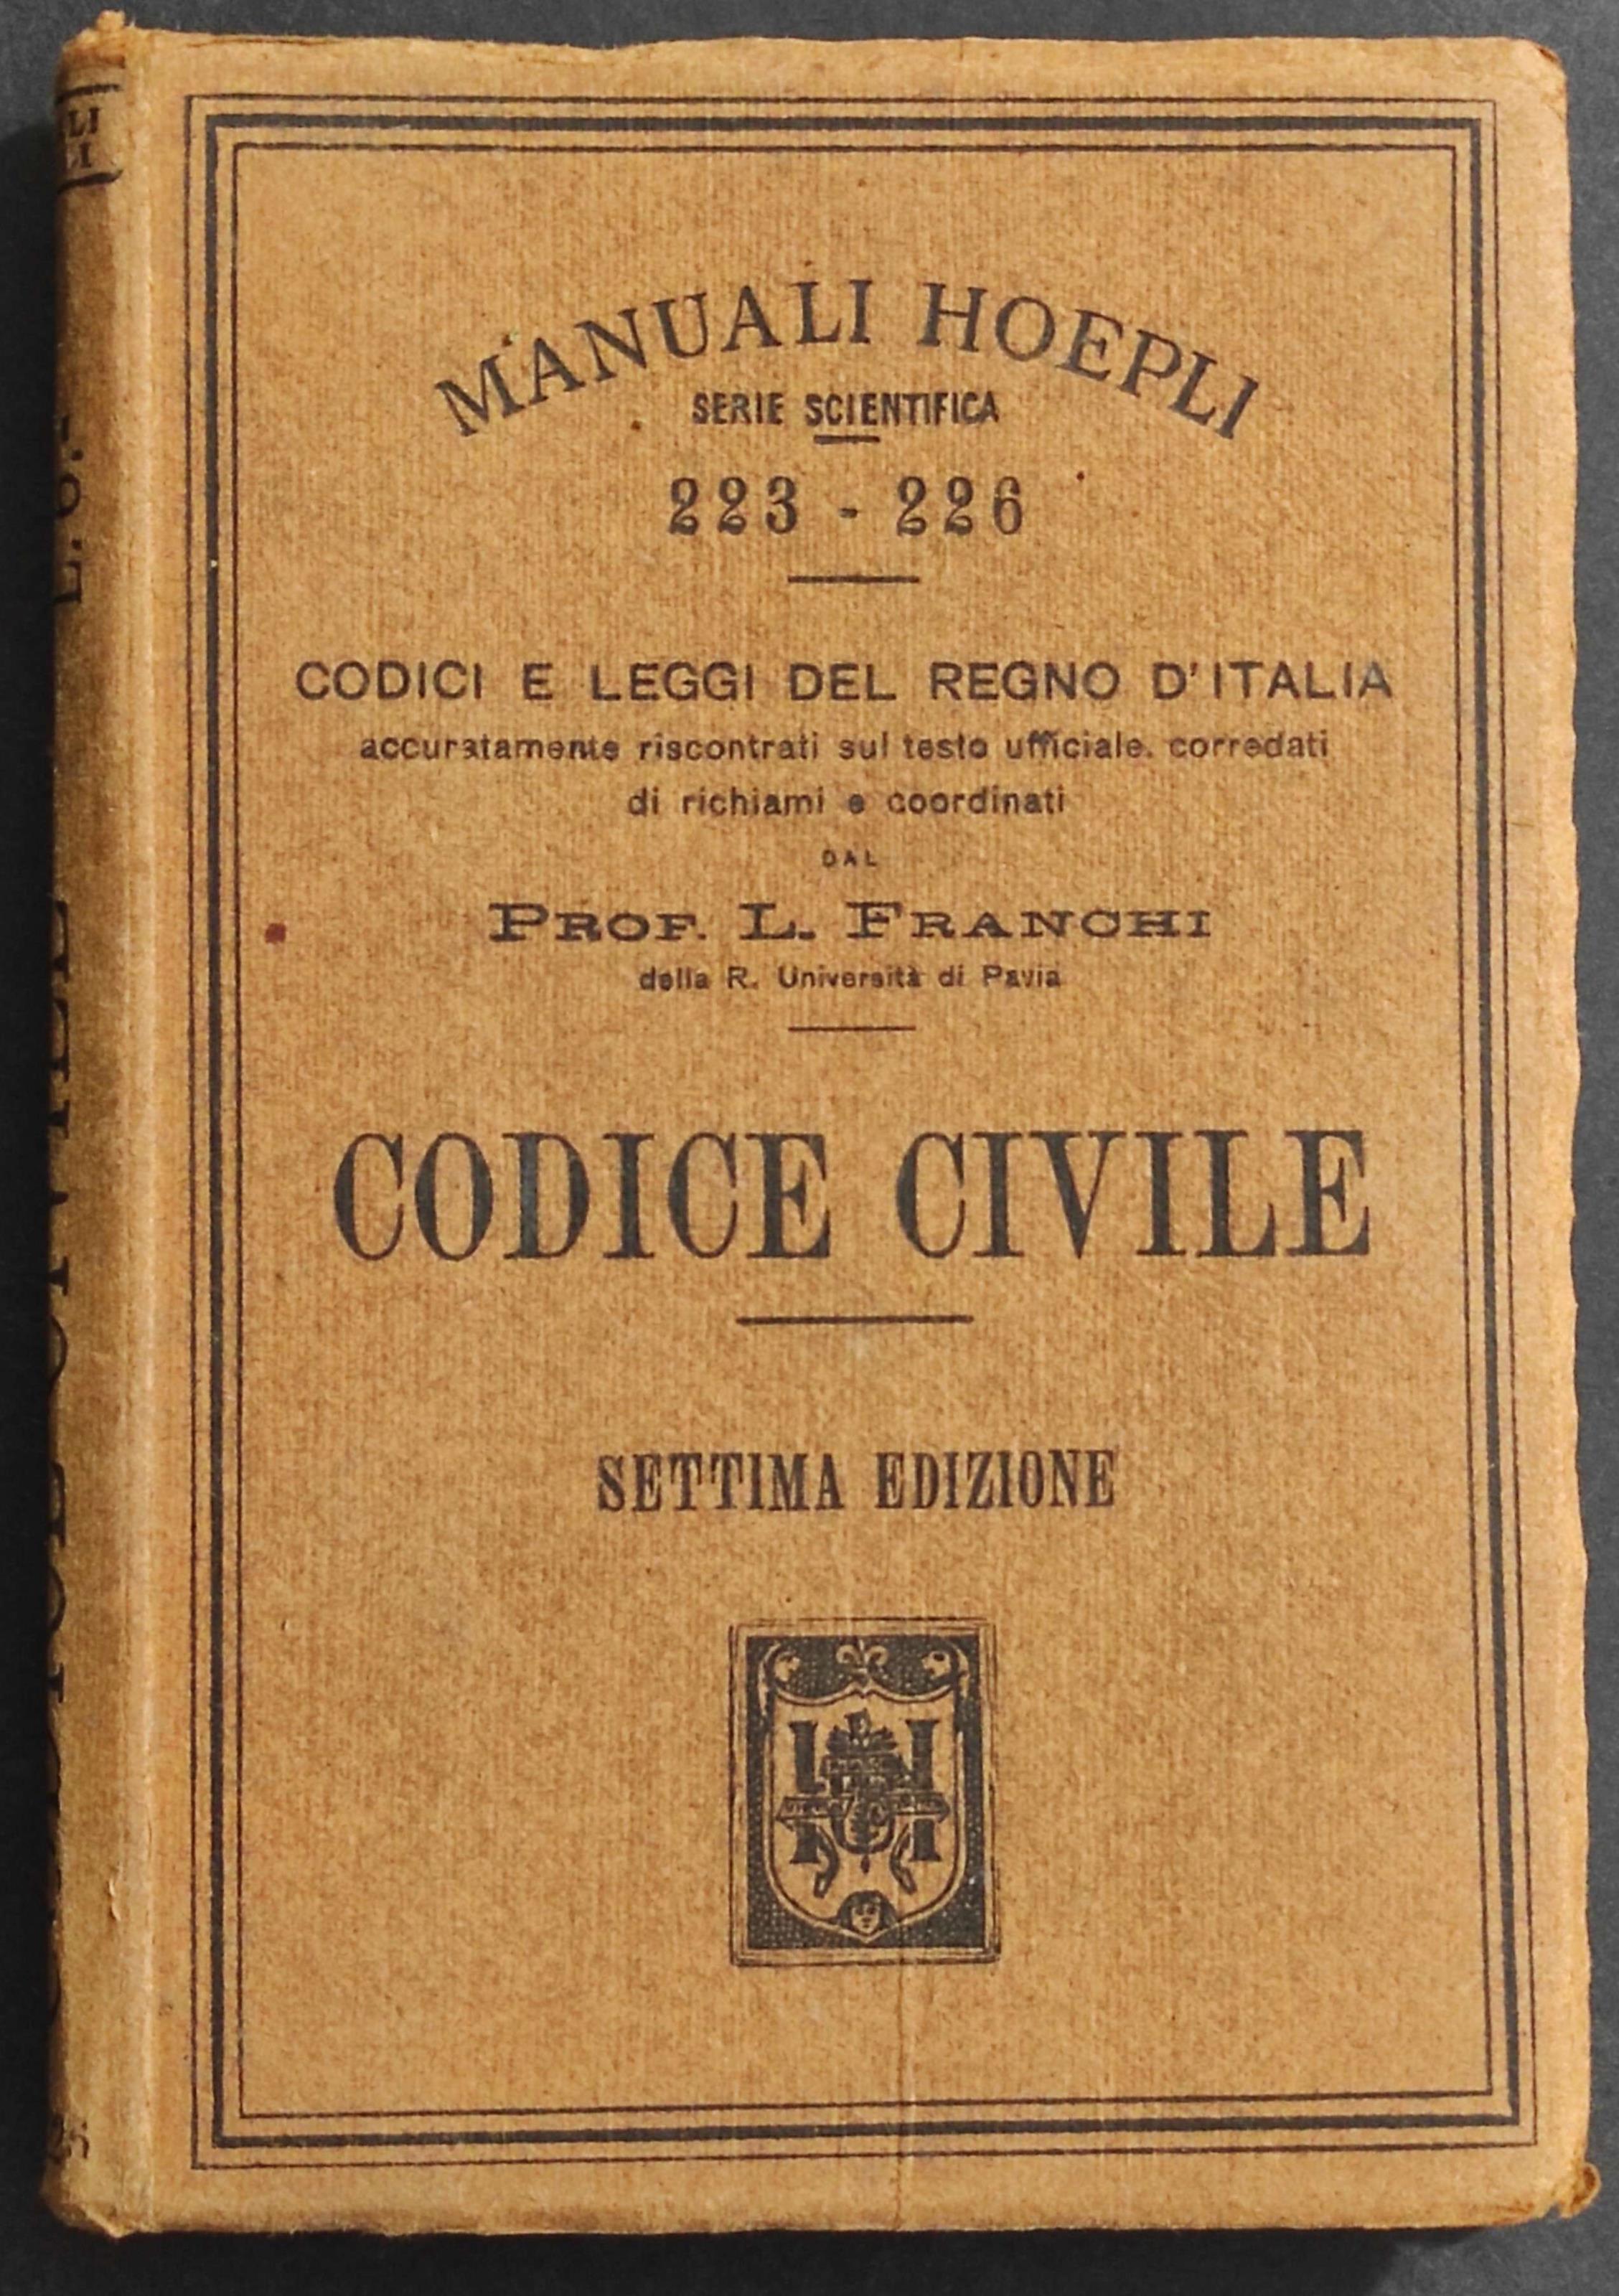 MANUALI HOEPLI
SERIE SCIENTIFICA
223 - 226
CODICI E LEGGI DEL REGNO D'ITALIA
accuratamente riscontrati sul testo ufficiale. corredati
di richiami e coordinati
DAL
PROF. L. FRANCHI
della R. Università di Pavia
CODICE CIVILE
SETTIMA EDIZIONE